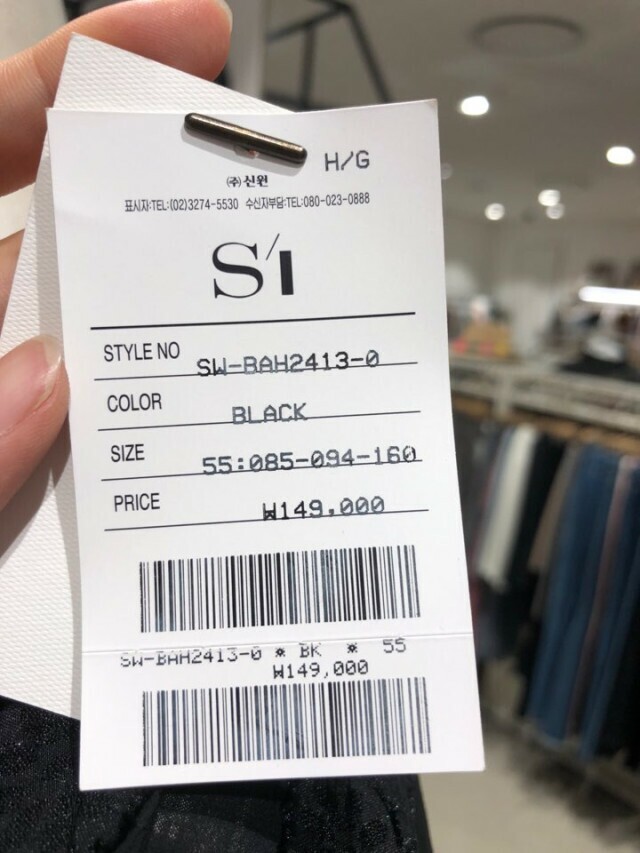 H/G
(주)신원
표시자:TEL:(02)3274-5530 수신자부담:TEL:080-023-0888
S/I
STYLE NO SW-BAH2413-0
COLOR BLACK
SIZE 55:085-094-160
PRICE ₩149,000
SW-BAH2413-0 * BK * 55
₩149,000